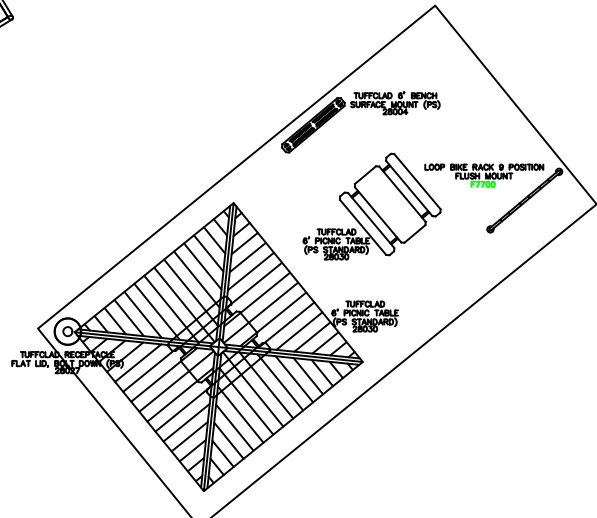 TUFFCLAD 6' BENCH
SURFACE MOUNT (PS)
28004
LOOP BIKE RACK 9 POSITION
FLUSH MOUNT
F7700
TUFFCLAD
6' PICNIC TABLE
(PS STANDARD)
28030
TUFFCLAD
6' PICNIC TABLE
(PS STANDARD)
28030
TUFFCLAD RECEPTACLE
FLAT LID, BOLT DOWN (PS)